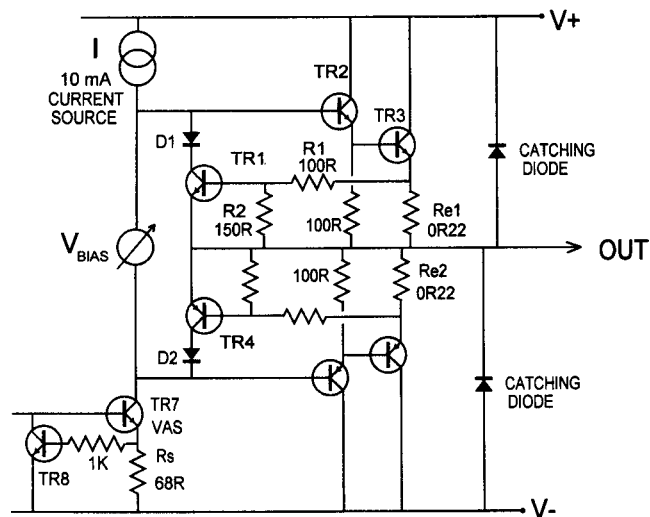 V+
I
10 mA
CURRENT
SOURCE
TR2
TR3
D1
TR1
R1
100R
CATCHING
DIODE
R2
150R
100R
Re1
0R22
V BIAS
OUT
100R
Re2
0R22
TR4
D2
CATCHING
DIODE
TR7
VAS
TR8
1K
Rs
68R
V-